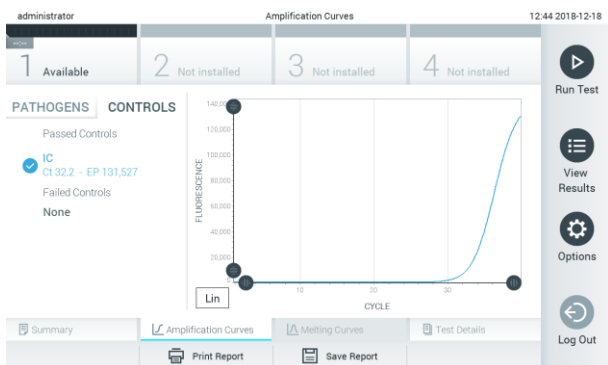 administrator
Amplification Curves
12:44 2018-12-18
--:--
1 Available
2 Not installed
3 Not installed
4 Not installed
Run Test
PATHOGENS
CONTROLS
Passed Controls
IC
Ct 32.2 - EP 131,527
Failed Controls
None
FLUORESCENCE
140,000
120,000
100,000
80,000
60,000
40,000
20,000
0
10
20
30
CYCLE
Lin
View
Results
Options
Log Out
Summary
Amplification Curves
Melting Curves
Test Details
Print Report
Save Report